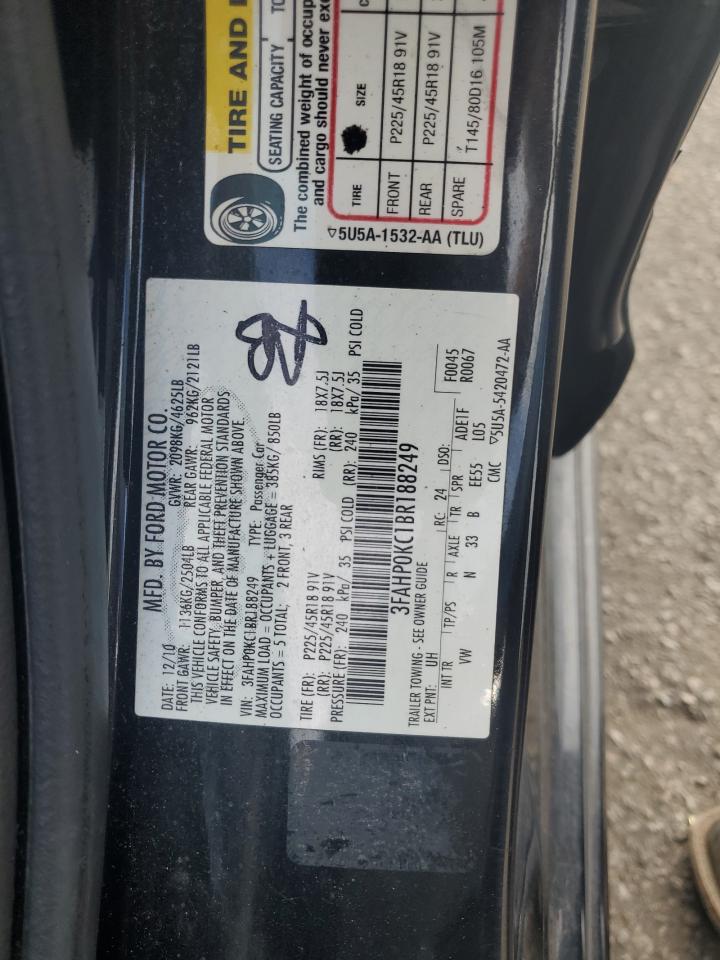 MFD. BY FORD MOTOR CO.
DATE: 12/10 GVWR: 2098KG/4625LB
FRONT GAWR: 1136KG/2504LB REAR GAWR: 962KG/2121LB
THIS VEHICLE CONFORMS TO ALL APPLICABLE FEDERAL MOTOR
VEHICLE SAFETY, BUMPER, AND THEFT PREVENTION STANDARDS
IN EFFECT ON THE DATE OF MANUFACTURE SHOWN ABOVE
VIN: 3FAHP0KC1BR188249 TYPE: Passenger Car
MAXIMUM LOAD = OCCUPANTS + LUGGAGE = 385KG/ 850LB
OCCUPANTS = 5 TOTAL: 2 FRONT, 3 REAR
TIRE (FR): P225/45R18 91V RIMS (FR): 18X7.5J
(RR): P225/45R18 91V (RR): 18X7.5J
PRESSURE (FR): 240 kPa/ 35 PSI COLD (RR): 240 kPa/ 35 PSI COLD
3FAHP0KC1BR188249
TRAILER TOWING - SEE OWNER GUIDE
EXT PNT: UH RC: 24 DSO: F0045
R0067
INT TR TP/PS R AXLE TR SPR ADE1F
VW N 33 B EE55 L05
CMC ▽5U5A-5420472-AA
TIRE AND
SEATING CAPACITY TO
The combined weight of occup
and cargo should never exc
TIRE SIZE
FRONT P225/45R18 91V
REAR P225/45R18 91V
SPARE T145/80D16 105M
▽5U5A-1532-AA (TLU)